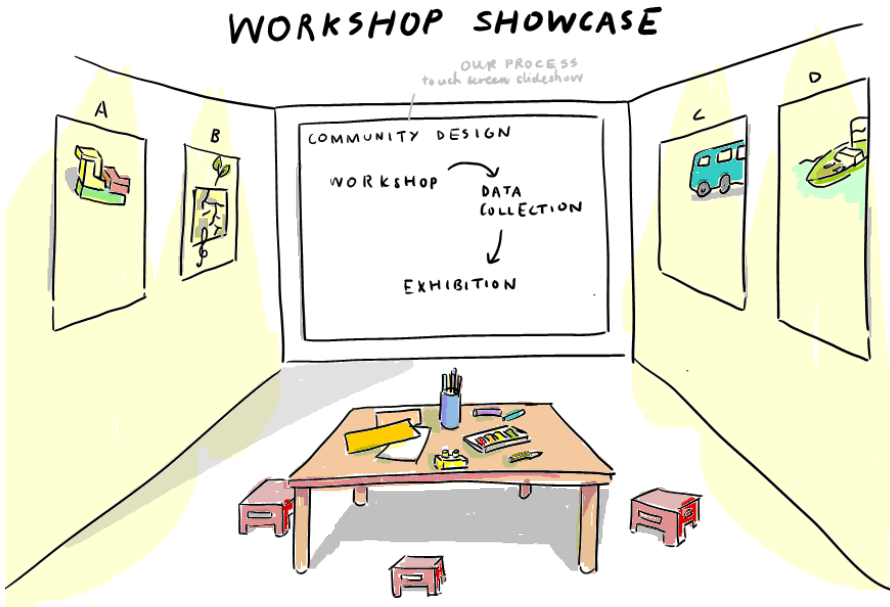 WORKSHOP SHOWCASE
OUR PROCESS
touch screen slideshow
A
B
C
D
COMMUNITY DESIGN
WORKSHOP
DATA
COLLECTION
EXHIBITION